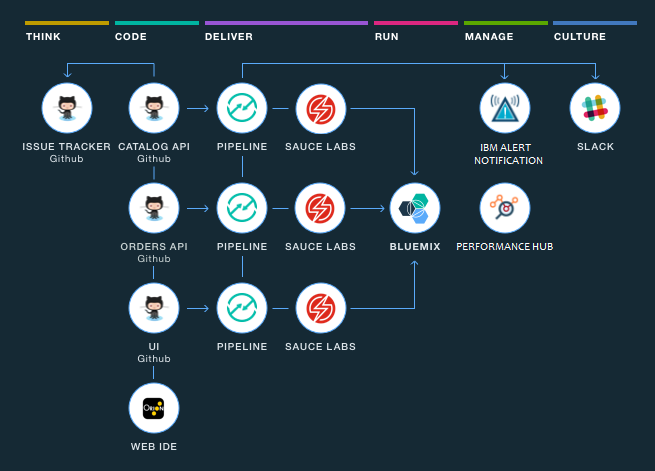 THINK
CODE
DELIVER
RUN
MANAGE
CULTURE
ISSUE TRACKER
Github
CATALOG API
Github
PIPELINE
SAUCE LABS
IBM ALERT
NOTIFICATION
SLACK
ORDERS API
Github
PIPELINE
SAUCE LABS
BLUEMIX
PERFORMANCE HUB
UI
Github
PIPELINE
SAUCE LABS
ORION
WEB IDE